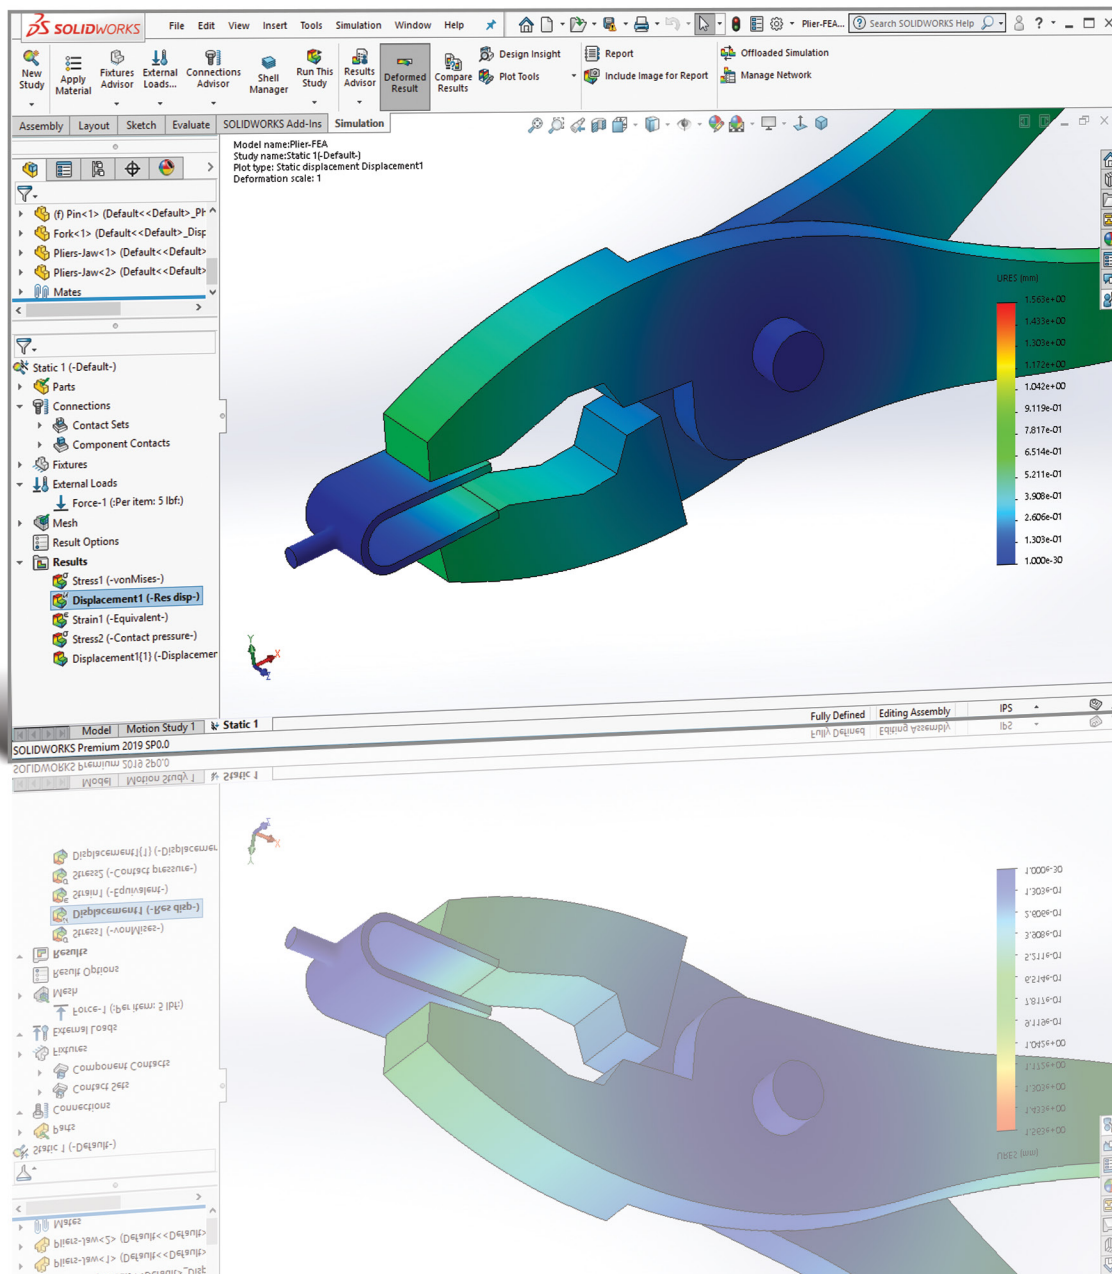 SOLIDWORKS
File Edit View Insert Tools Simulation Window Help
Plier-FEA...
Search SOLIDWORKS Help
New Study
Apply Material
Fixtures Advisor
External Loads...
Connections Advisor
Shell Manager
Run This Study
Results Advisor
Deformed Result
Compare Results
Design Insight
Plot Tools
Report
Include Image for Report
Offloaded Simulation
Manage Network
Assembly Layout Sketch Evaluate SOLIDWORKS Add-Ins Simulation
Model name:Plier-FEA
Study name:Static 1(-Default-)
Plot type: Static displacement Displacement1
Deformation scale: 1
(f) Pin<1> (Default<<Default>_Ph
Fork<1> (Default<<Default>_Disp
Pliers-Jaw<1> (Default<<Default>
Pliers-Jaw<2> (Default<<Default>
Mates
Static 1 (-Default-)
Parts
Connections
Contact Sets
Component Contacts
Fixtures
External Loads
Force-1 (:Per item: 5 lbf:)
Mesh
Result Options
Results
Stress1 (-vonMises-)
Displacement1 (-Res disp-)
Strain1 (-Equivalent-)
Stress2 (-Contact pressure-)
Displacement1{1} (-Displacemer
URES (mm)
1.563e+00
1.433e+00
1.303e+00
1.172e+00
1.042e+00
9.119e-01
7.817e-01
6.514e-01
5.211e-01
3.908e-01
2.606e-01
1.303e-01
1.000e-30
Y
X
Z
Model Motion Study 1 Static 1
Fully Defined Editing Assembly IPS
SOLIDWORKS Premium 2019 SP0.0